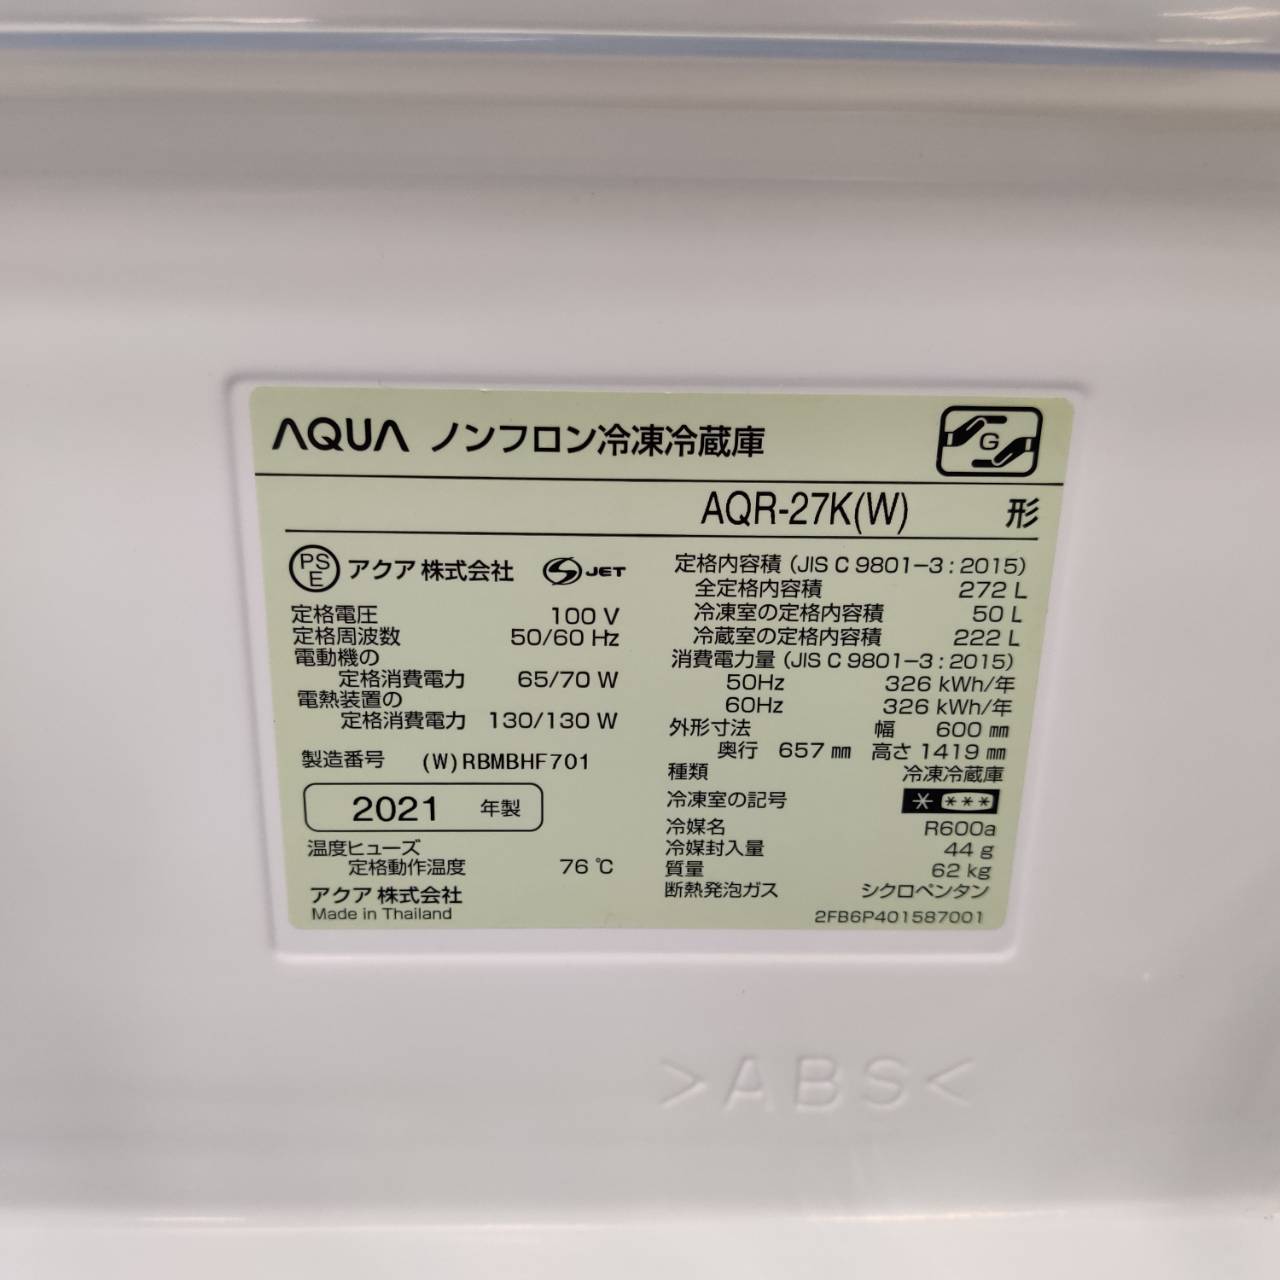 AQUA ノンフロン冷凍冷蔵庫
G
AQR-27K(W) 形
PSE アクア株式会社 S JET
定格電圧 100 V
定格周波数 50/60 Hz
電動機の
定格消費電力 65/70 W
電熱装置の
定格消費電力 130/130 W
製造番号 (W)RBMBHF701
2021 年製
温度ヒューズ
定格動作温度 76 ℃
アクア株式会社
Made in Thailand
定格内容積 (JIS C 9801-3:2015)
全定格内容積 272 L
冷凍室の定格内容積 50 L
冷蔵室の定格内容積 222 L
消費電力量 (JIS C 9801-3:2015)
50Hz 326 kWh/年
60Hz 326 kWh/年
外形寸法 幅 600 ㎜
奥行 657 ㎜ 高さ 1419 ㎜
種類 冷凍冷蔵庫
冷凍室の記号 * ***
冷媒名 R600a
冷媒封入量 44 g
質量 62 kg
断熱発泡ガス シクロペンタン
2FB6P401587001
>ABS<